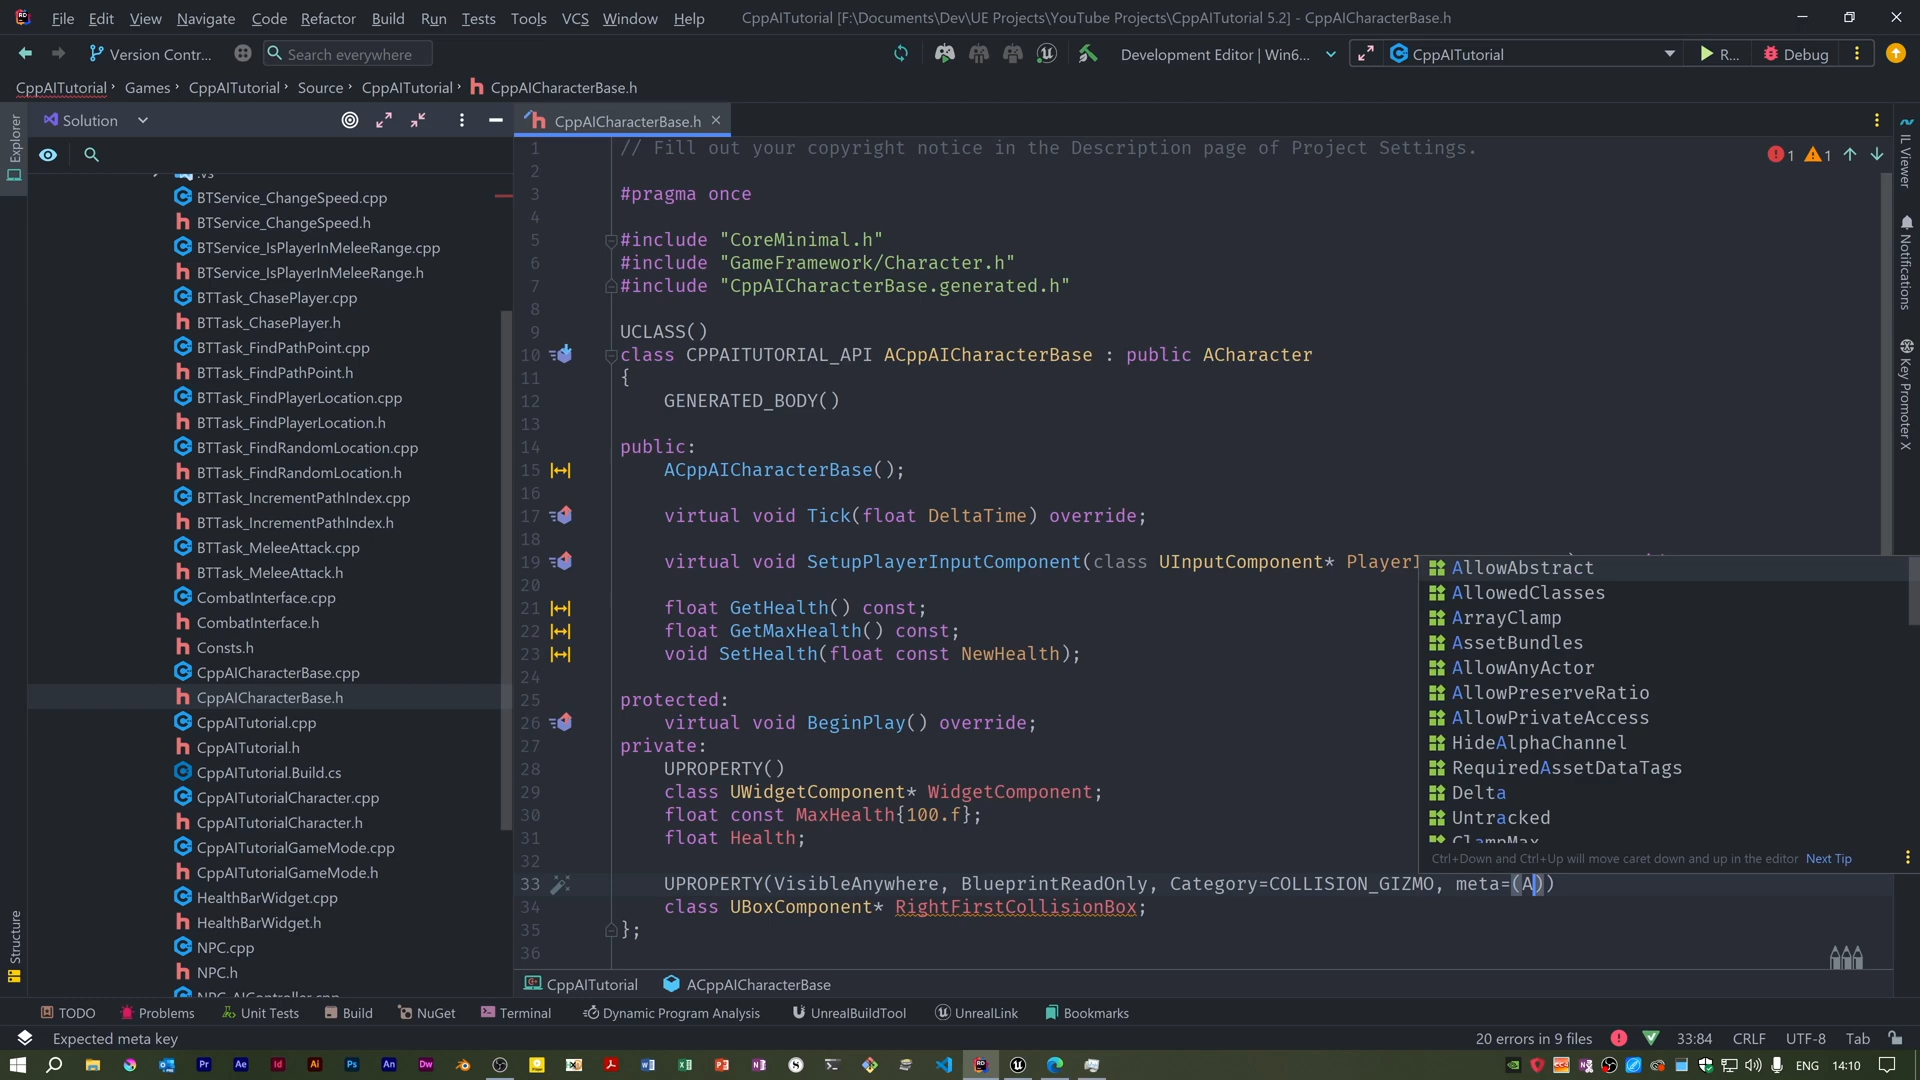 File Edit View Navigate Code Refactor Build Run Tests Tools VCS Window Help CppAITutorial [F:\Documents\Dev\UE Projects\YouTube Projects\CppAITutorial 5.2] - CppAICharacterBase.h
Version Contr... Search everywhere Development Editor | Win6... CppAITutorial R... Debug
CppAITutorial Games CppAITutorial Source CppAITutorial CppAICharacterBase.h
Explorer
Solution
CppAICharacterBase.h
.vs
BTService_ChangeSpeed.cpp
BTService_ChangeSpeed.h
BTService_IsPlayerInMeleeRange.cpp
BTService_IsPlayerInMeleeRange.h
BTTask_ChasePlayer.cpp
BTTask_ChasePlayer.h
BTTask_FindPathPoint.cpp
BTTask_FindPathPoint.h
BTTask_FindPlayerLocation.cpp
BTTask_FindPlayerLocation.h
BTTask_FindRandomLocation.cpp
BTTask_FindRandomLocation.h
BTTask_IncrementPathIndex.cpp
BTTask_IncrementPathIndex.h
BTTask_MeleeAttack.cpp
BTTask_MeleeAttack.h
CombatInterface.cpp
CombatInterface.h
Consts.h
CppAICharacterBase.cpp
CppAICharacterBase.h
CppAITutorial.cpp
CppAITutorial.h
CppAITutorial.Build.cs
CppAITutorialCharacter.cpp
CppAITutorialCharacter.h
CppAITutorialGameMode.cpp
CppAITutorialGameMode.h
HealthBarWidget.cpp
HealthBarWidget.h
NPC.cpp
NPC.h
NPC_AIController.cpp
Structure
1 // Fill out your copyright notice in the Description page of Project Settings.
2
3 #pragma once
4
5 #include "CoreMinimal.h"
6 #include "GameFramework/Character.h"
7 #include "CppAICharacterBase.generated.h"
8
9 UCLASS()
10 class CPPAITUTORIAL_API ACppAICharacterBase : public ACharacter
11 {
12 GENERATED_BODY()
13
14 public:
15 ACppAICharacterBase();
16
17 virtual void Tick(float DeltaTime) override;
18
19 virtual void SetupPlayerInputComponent(class UInputComponent* PlayerI
20
21 float GetHealth() const;
22 float GetMaxHealth() const;
23 void SetHealth(float const NewHealth);
24
25 protected:
26 virtual void BeginPlay() override;
27 private:
28 UPROPERTY()
29 class UWidgetComponent* WidgetComponent;
30 float const MaxHealth{100.f};
31 float Health;
32
33 UPROPERTY(VisibleAnywhere, BlueprintReadOnly, Category=COLLISION_GIZMO, meta=(A))
34 class UBoxComponent* RightFirstCollisionBox;
35 };
36
1 1
AllowAbstract
AllowedClasses
ArrayClamp
AssetBundles
AllowAnyActor
AllowPreserveRatio
AllowPrivateAccess
HideAlphaChannel
RequiredAssetDataTags
Delta
Untracked
ClampMax
Ctrl+Down and Ctrl+Up will move caret down and up in the editor Next Tip
IL Viewer
Notifications
Key Promoter X
CppAITutorial ACppAICharacterBase
TODO Problems Unit Tests Build NuGet Terminal Dynamic Program Analysis UnrealBuildTool UnrealLink Bookmarks
Expected meta key 20 errors in 9 files 33:84 CRLF UTF-8 Tab
ENG 14:10